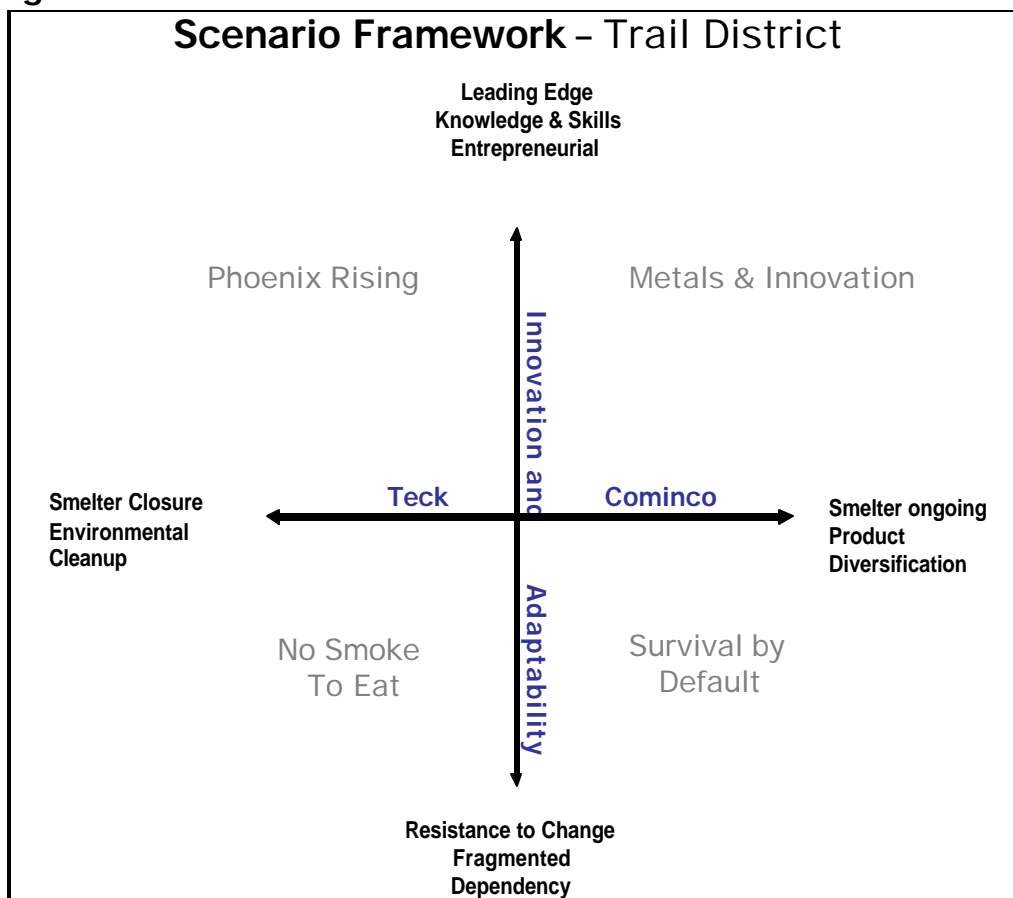 Scenario Framework – Trail District
Leading Edge
Knowledge & Skills
Entrepreneurial
Phoenix Rising
Metals & Innovation
Innovation and Adaptability
Teck Cominco
Smelter Closure
Environmental
Cleanup
Smelter ongoing
Product
Diversification
No Smoke
To Eat
Survival by
Default
Resistance to Change
Fragmented
Dependency